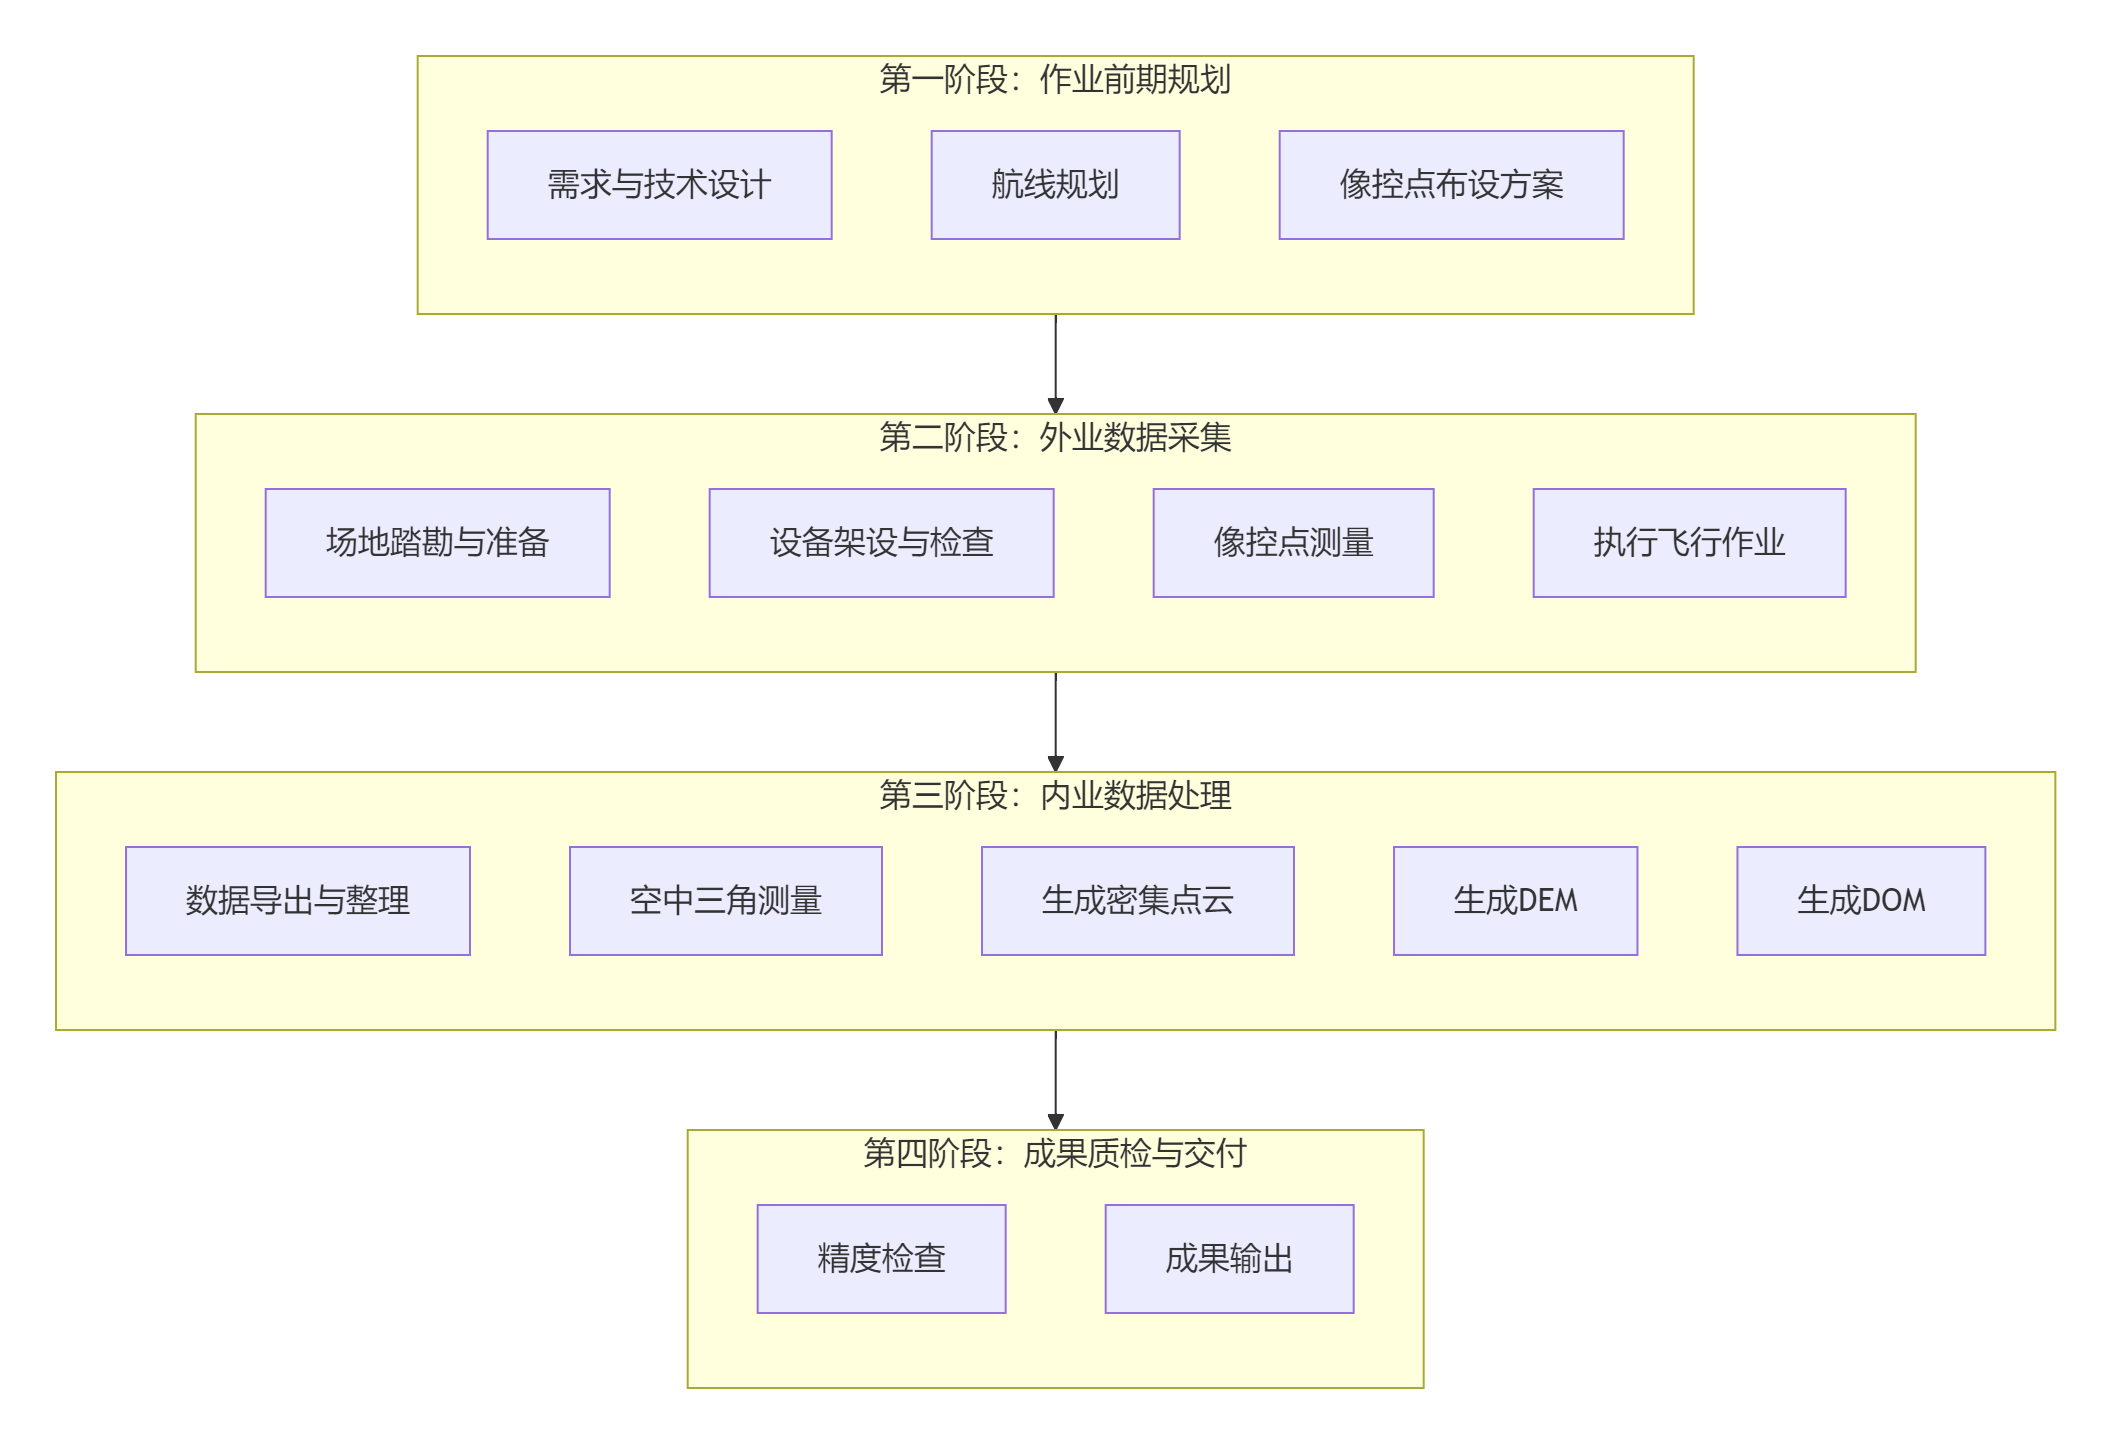 第一阶段：作业前期规划
需求与技术设计
航线规划
像控点布设方案
第二阶段：外业数据采集
场地踏勘与准备
设备架设与检查
像控点测量
执行飞行作业
第三阶段：内业数据处理
数据导出与整理
空中三角测量
生成密集点云
生成DEM
生成DOM
第四阶段：成果质检与交付
精度检查
成果输出